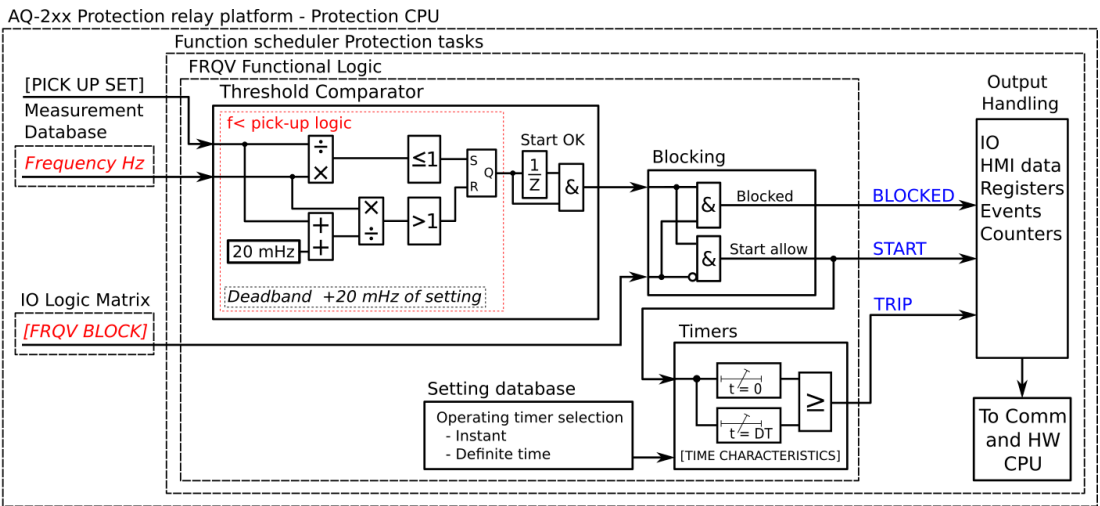 AQ-2xx Protection relay platform - Protection CPU
Function scheduler Protection tasks
FRQV Functional Logic
[PICK UP SET]
Measurement
Database
Frequency Hz
Threshold Comparator
f< pick-up logic
÷
×
≤1
S
Q
R
×
÷
>1
+
+
20 mHz
Deadband +20 mHz of setting
Start OK
1
Z
&
Blocking
&
Blocked
&
Start allow
BLOCKED
START
TRIP
Output
Handling
IO
HMI data
Registers
Events
Counters
To Comm
and HW
CPU
IO Logic Matrix
[FRQV BLOCK]
Setting database
Operating timer selection
- Instant
- Definite time
Timers
t = 0
t = DT
≥
[TIME CHARACTERISTICS]